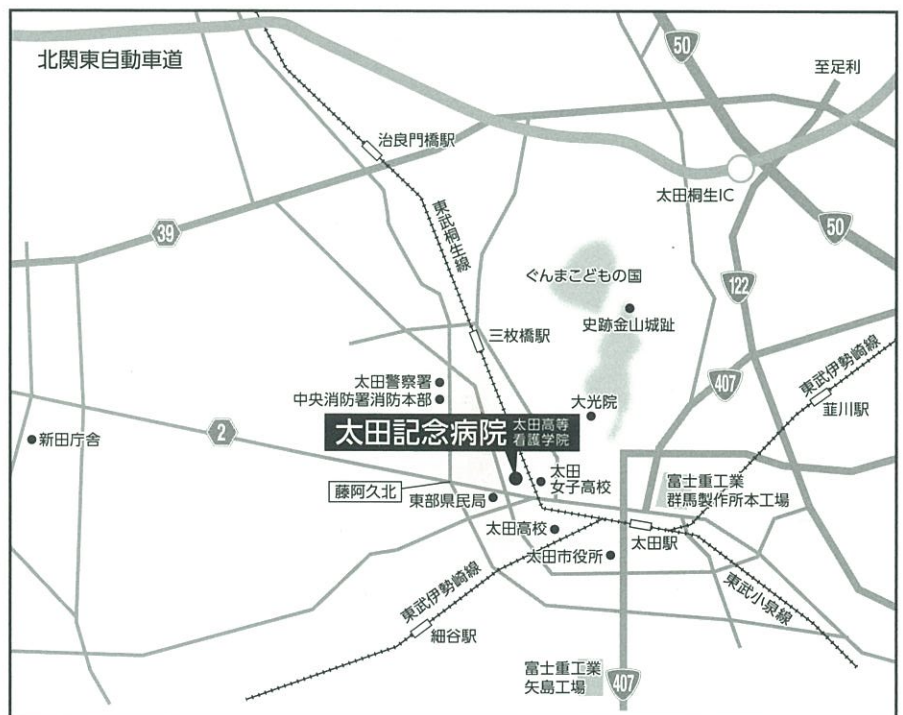 北関東自動車道
50
至足利
治良門橋駅
太田桐生IC
東武桐生線
39
50
ぐんまこどもの国
122
史跡金山城趾
三枚橋駅
東武伊勢崎線
407
韮川駅
太田警察署
中央消防署消防本部
大光院
2
新田庁舎
太田記念病院
太田高等
看護学院
藤阿久北
東部県民局
太田
女子高校
富士重工業
群馬製作所本工場
太田高校
太田駅
太田市役所
東武伊勢崎線
東武小泉線
細谷駅
富士重工業
矢島工場
407